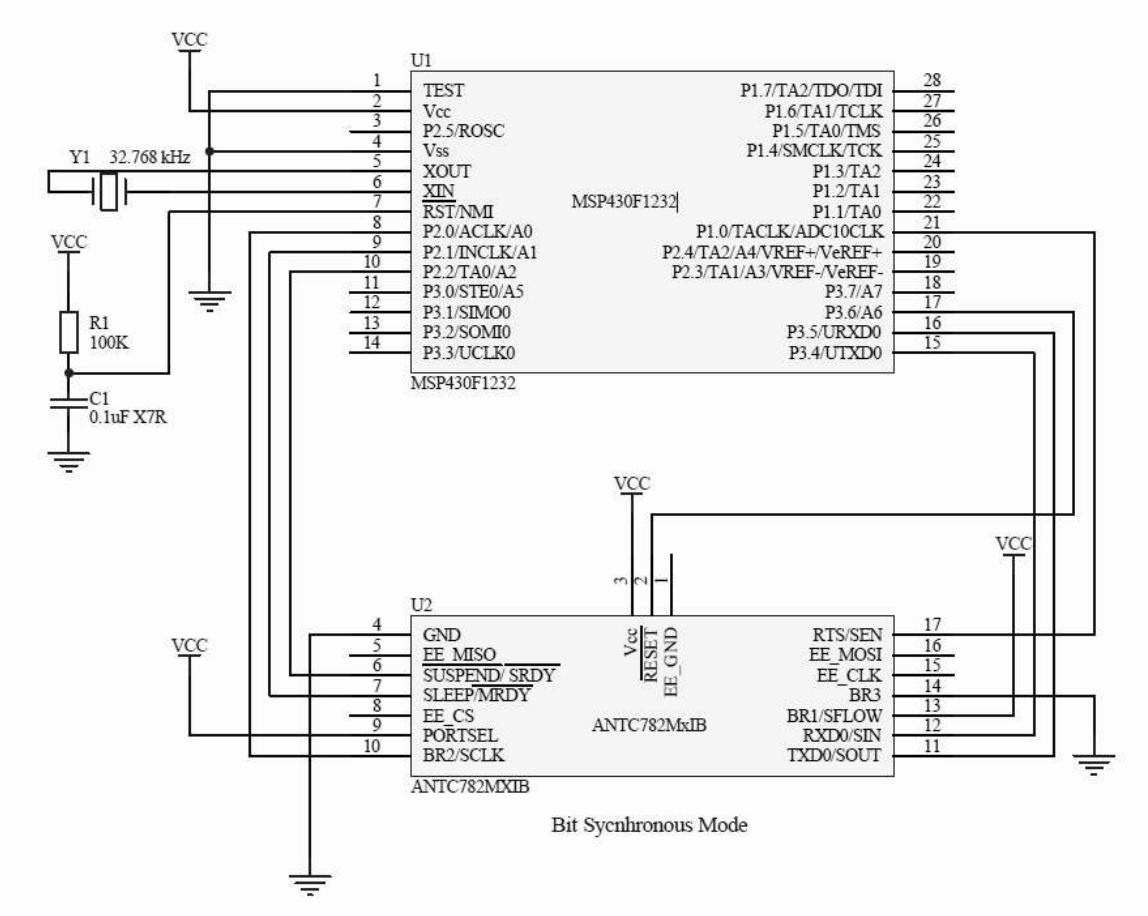 VCC
U1
1 TEST
2 Vcc
3 P2.5/ROSC
4 Vss
5 XOUT
6 XIN
7 RST/NMI
8 P2.0/ACLK/A0
9 P2.1/INCLK/A1
10 P2.2/TA0/A2
11 P3.0/STE0/A5
12 P3.1/SIMO0
13 P3.2/SOMI0
14 P3.3/UCLK0
P1.7/TA2/TDO/TDI 28
P1.6/TA1/TCLK 27
P1.5/TA0/TMS 26
P1.4/SMCLK/TCK 25
P1.3/TA2 24
P1.2/TA1 23
P1.1/TA0 22
P1.0/TACLK/ADC10CLK 21
P2.4/TA2/A4/VREF+/VeREF+ 20
P2.3/TA1/A3/VREF-/VeREF- 19
P3.7/A7 18
P3.6/A6 17
P3.5/URXD0 16
P3.4/UTXD0 15
MSP430F1232
MSP430F1232
Y1 32.768 kHz
VCC
R1
100K
C1
0.1uF X7R
VCC
VCC
VCC
U2
3 Vcc
2 RESET
1 EE_GND
4 GND
5 EE_MISO
6 SUSPEND/ SRDY
7 SLEEP/MRDY
8 EE_CS
9 PORTSEL
10 BR2/SCLK
RTS/SEN 17
EE_MOSI 16
EE_CLK 15
BR3 14
BR1/SFLOW 13
RXD0/SIN 12
TXD0/SOUT 11
ANTC782MxIB
ANTC782MXIB
Bit Sycnhronous Mode